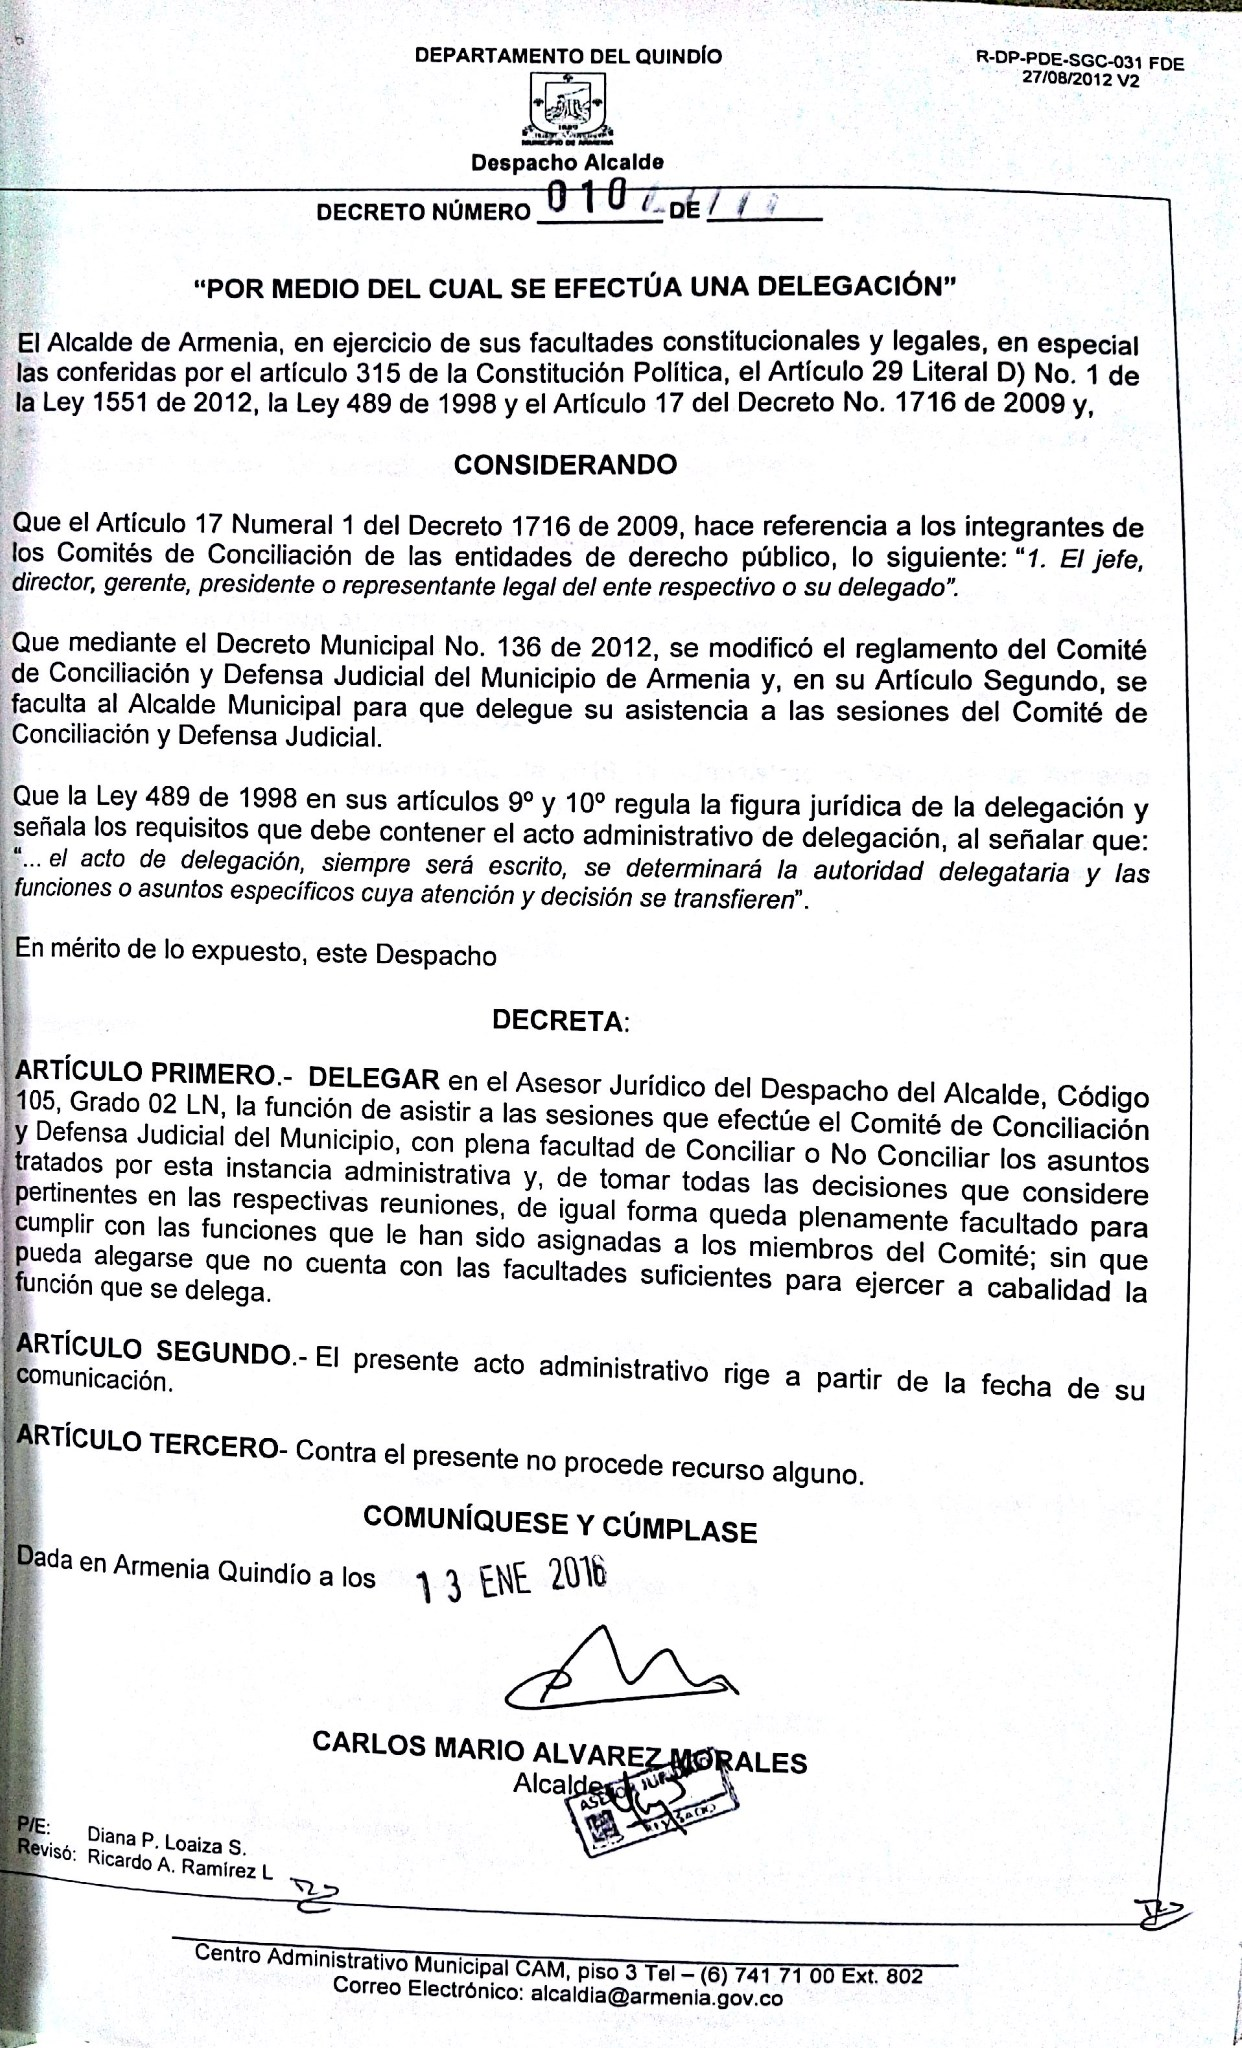 DEPARTAMENTO DEL QUINDÍO
R-DP-PDE-SGC-031 FDE
27/08/2012 V2
1889
MUNICIPIO DE ARMENIA
Despacho Alcalde
DECRETO NÚMERO 010 DE
“POR MEDIO DEL CUAL SE EFECTÚA UNA DELEGACIÓN”
El Alcalde de Armenia, en ejercicio de sus facultades constitucionales y legales, en especial
las conferidas por el artículo 315 de la Constitución Política, el Artículo 29 Literal D) No. 1 de
la Ley 1551 de 2012, la Ley 489 de 1998 y el Artículo 17 del Decreto No. 1716 de 2009 y,
CONSIDERANDO
Que el Artículo 17 Numeral 1 del Decreto 1716 de 2009, hace referencia a los integrantes de
los Comités de Conciliación de las entidades de derecho público, lo siguiente: “1. El jefe,
director, gerente, presidente o representante legal del ente respectivo o su delegado”.
Que mediante el Decreto Municipal No. 136 de 2012, se modificó el reglamento del Comité
de Conciliación y Defensa Judicial del Municipio de Armenia y, en su Artículo Segundo, se
faculta al Alcalde Municipal para que delegue su asistencia a las sesiones del Comité de
Conciliación y Defensa Judicial.
Que la Ley 489 de 1998 en sus artículos 9º y 10º regula la figura jurídica de la delegación y
señala los requisitos que debe contener el acto administrativo de delegación, al señalar que:
“... el acto de delegación, siempre será escrito, se determinará la autoridad delegataria y las
funciones o asuntos específicos cuya atención y decisión se transfieren”.
En mérito de lo expuesto, este Despacho
DECRETA:
ARTÍCULO PRIMERO.- DELEGAR en el Asesor Jurídico del Despacho del Alcalde, Código
105, Grado 02 LN, la función de asistir a las sesiones que efectúe el Comité de Conciliación
y Defensa Judicial del Municipio, con plena facultad de Conciliar o No Conciliar los asuntos
tratados por esta instancia administrativa y, de tomar todas las decisiones que considere
pertinentes en las respectivas reuniones, de igual forma queda plenamente facultado para
cumplir con las funciones que le han sido asignadas a los miembros del Comité; sin que
pueda alegarse que no cuenta con las facultades suficientes para ejercer a cabalidad la
función que se delega.
ARTÍCULO SEGUNDO.- El presente acto administrativo rige a partir de la fecha de su
comunicación.
ARTÍCULO TERCERO- Contra el presente no procede recurso alguno.
COMUNÍQUESE Y CÚMPLASE
Dada en Armenia Quindío a los 13 ENE 2016
CARLOS MARIO ALVAREZ MORALES
Alcalde
P/E: Diana P. Loaiza S.
Revisó: Ricardo A. Ramírez L
Centro Administrativo Municipal CAM, piso 3 Tel – (6) 741 71 00 Ext. 802
Correo Electrónico: alcaldia@armenia.gov.co